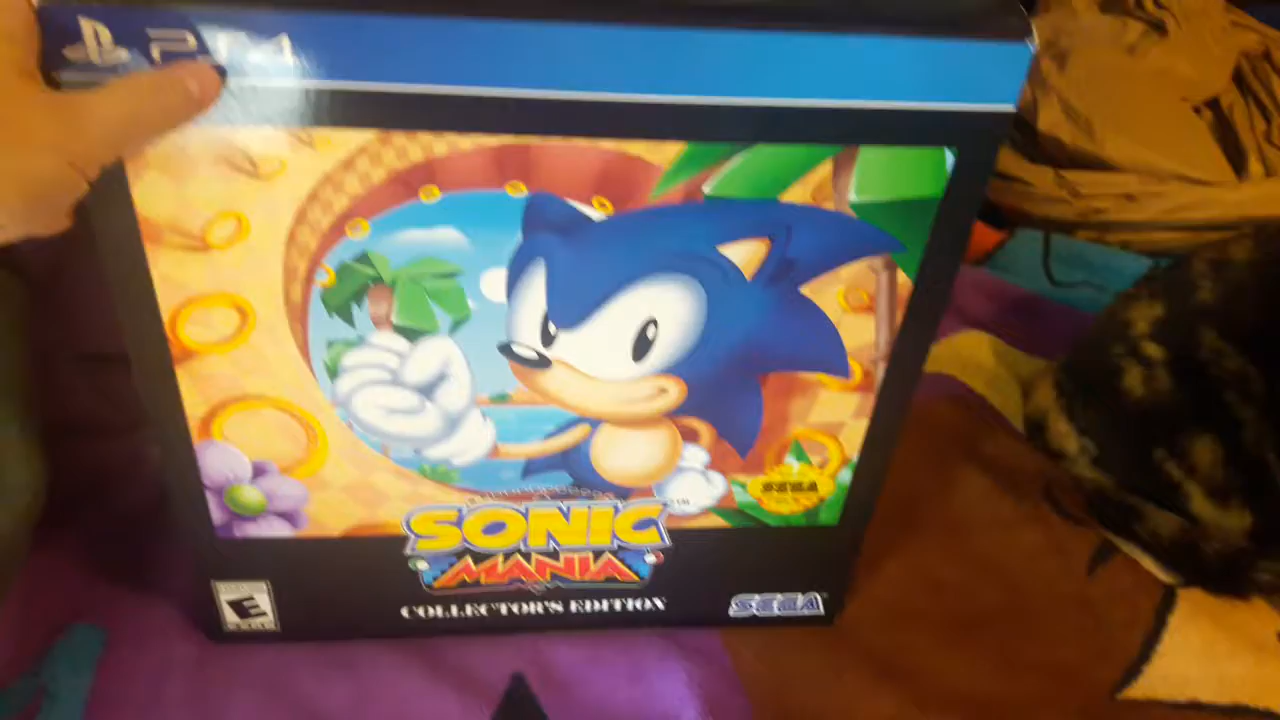 PS4
SEGA
SONIC
MANIA
COLLECTOR'S EDITION
E
SEGA